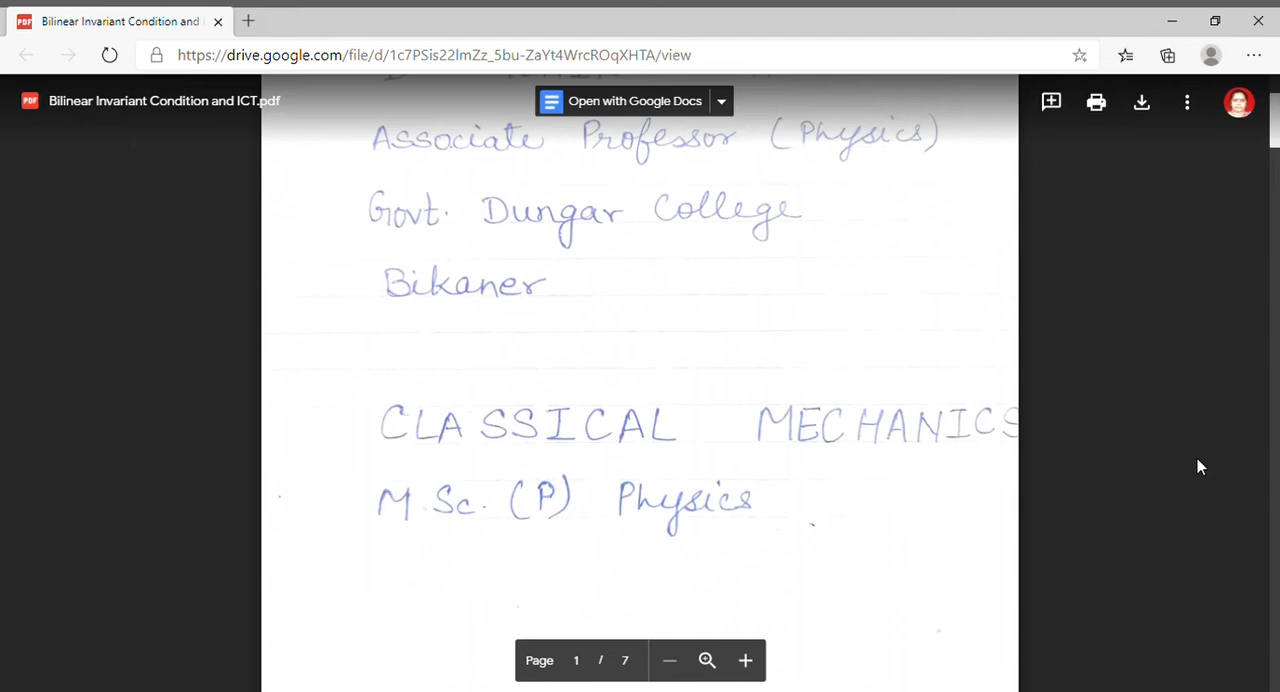 Bilinear Invariant Condition and
https://drive.google.com/file/d/1c7PSis22lmZz_5bu-ZaYt4WrcROqXHTA/view
PDF Bilinear Invariant Condition and ICT.pdf
Open with Google Docs
Associate Professor (Physics)
Govt. Dungar College
Bikaner
CLASSICAL MECHANICS
M.Sc. (P) Physics
Page 1 / 7